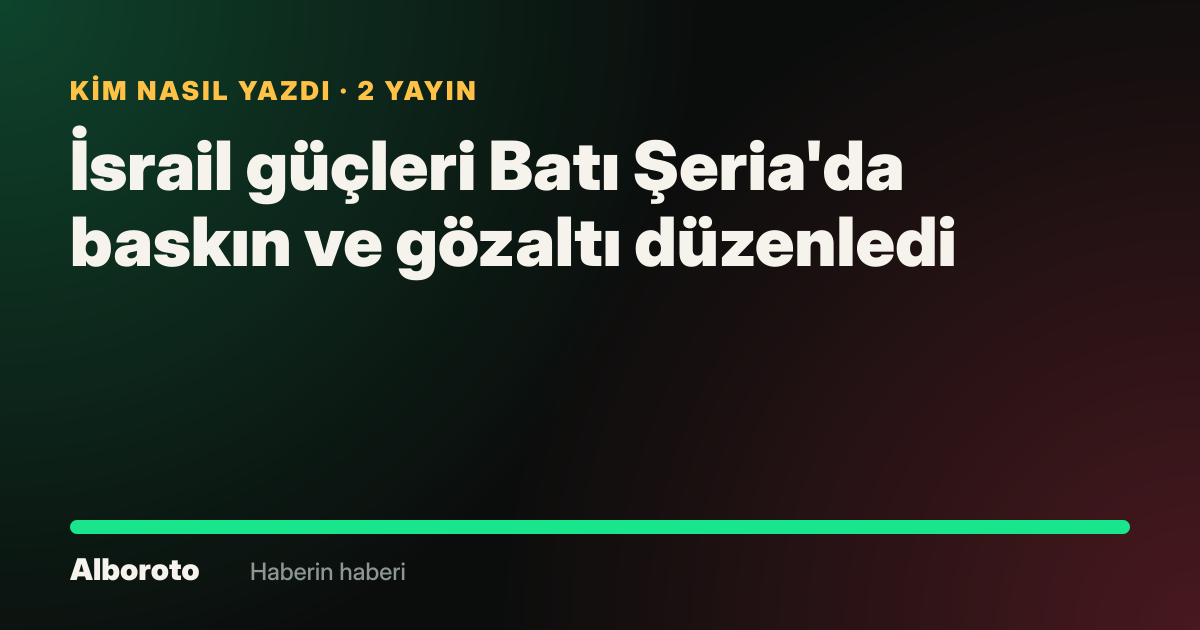 KİM NASIL YAZDI · 2 YAYIN
İsrail güçleri Batı Şeria'da
baskın ve gözaltı düzenledi
Alboroto
Haberin haberi